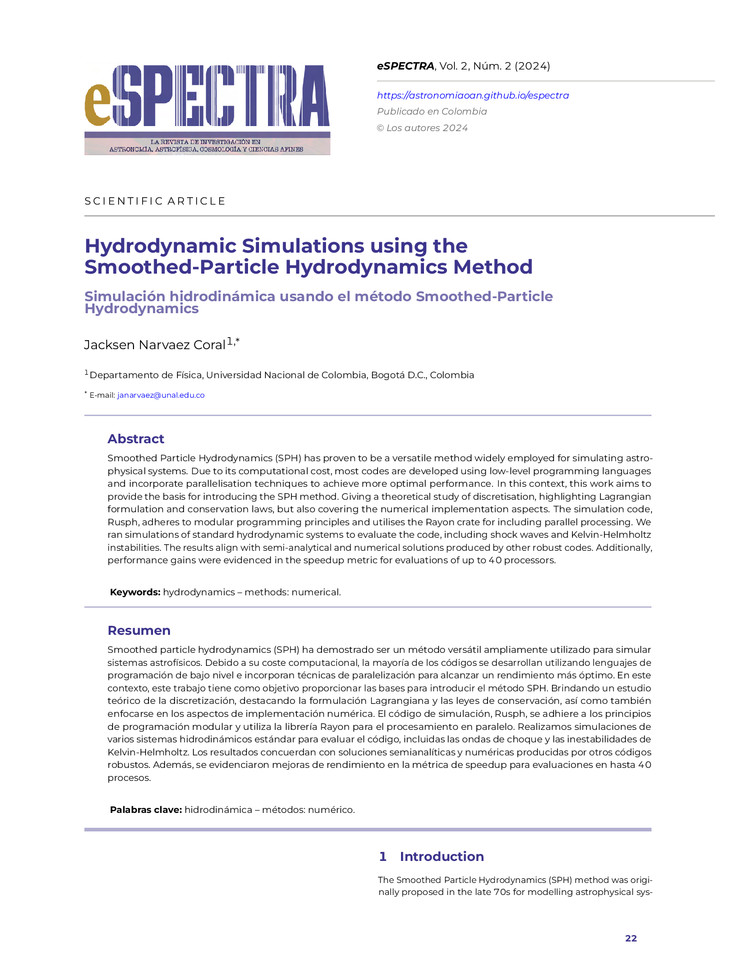 eSPECTRA
LA REVISTA DE INVESTIGACIÓN EN
ASTRONOMÍA, ASTROFÍSICA, COSMOLOGÍA Y CIENCIAS AFINES
eSPECTRA, Vol. 2, Núm. 2 (2024)
https://astronomiaoan.github.io/espectra
Publicado en Colombia
© Los autores 2024
SCIENTIFIC ARTICLE
Hydrodynamic Simulations using the
Smoothed-Particle Hydrodynamics Method
Simulación hidrodinámica usando el método Smoothed-Particle
Hydrodynamics
Jacksen Narvaez Coral1,*
1Departamento de Física, Universidad Nacional de Colombia, Bogotá D.C., Colombia
* E-mail: janarvaez@unal.edu.co
Abstract
Smoothed Particle Hydrodynamics (SPH) has proven to be a versatile method widely employed for simulating astro-
physical systems. Due to its computational cost, most codes are developed using low-level programming languages
and incorporate parallelisation techniques to achieve more optimal performance. In this context, this work aims to
provide the basis for introducing the SPH method. Giving a theoretical study of discretisation, highlighting Lagrangian
formulation and conservation laws, but also covering the numerical implementation aspects. The simulation code,
Rusph, adheres to modular programming principles and utilises the Rayon crate for including parallel processing. We
ran simulations of standard hydrodynamic systems to evaluate the code, including shock waves and Kelvin-Helmholtz
instabilities. The results align with semi-analytical and numerical solutions produced by other robust codes. Additionally,
performance gains were evidenced in the speedup metric for evaluations of up to 40 processors.
Keywords: hydrodynamics – methods: numerical.
Resumen
Smoothed particle hydrodynamics (SPH) ha demostrado ser un método versátil ampliamente utilizado para simular
sistemas astrofísicos. Debido a su coste computacional, la mayoría de los códigos se desarrollan utilizando lenguajes de
programación de bajo nivel e incorporan técnicas de paralelización para alcanzar un rendimiento más óptimo. En este
contexto, este trabajo tiene como objetivo proporcionar las bases para introducir el método SPH. Brindando un estudio
teórico de la discretización, destacando la formulación Lagrangiana y las leyes de conservación, así como también
enfocarse en los aspectos de implementación numérica. El código de simulación, Rusph, se adhiere a los principios
de programación modular y utiliza la librería Rayon para el procesamiento en paralelo. Realizamos simulaciones de
varios sistemas hidrodinámicos estándar para evaluar el código, incluidas las ondas de choque y las inestabilidades de
Kelvin-Helmholtz. Los resultados concuerdan con soluciones semianalíticas y numéricas producidas por otros códigos
robustos. Además, se evidenciaron mejoras de rendimiento en la métrica de speedup para evaluaciones en hasta 40
procesos.
Palabras clave: hidrodinámica – métodos: numérico.
1 Introduction
The Smoothed Particle Hydrodynamics (SPH) method was origi-
nally proposed in the late 70s for modelling astrophysical sys-
22